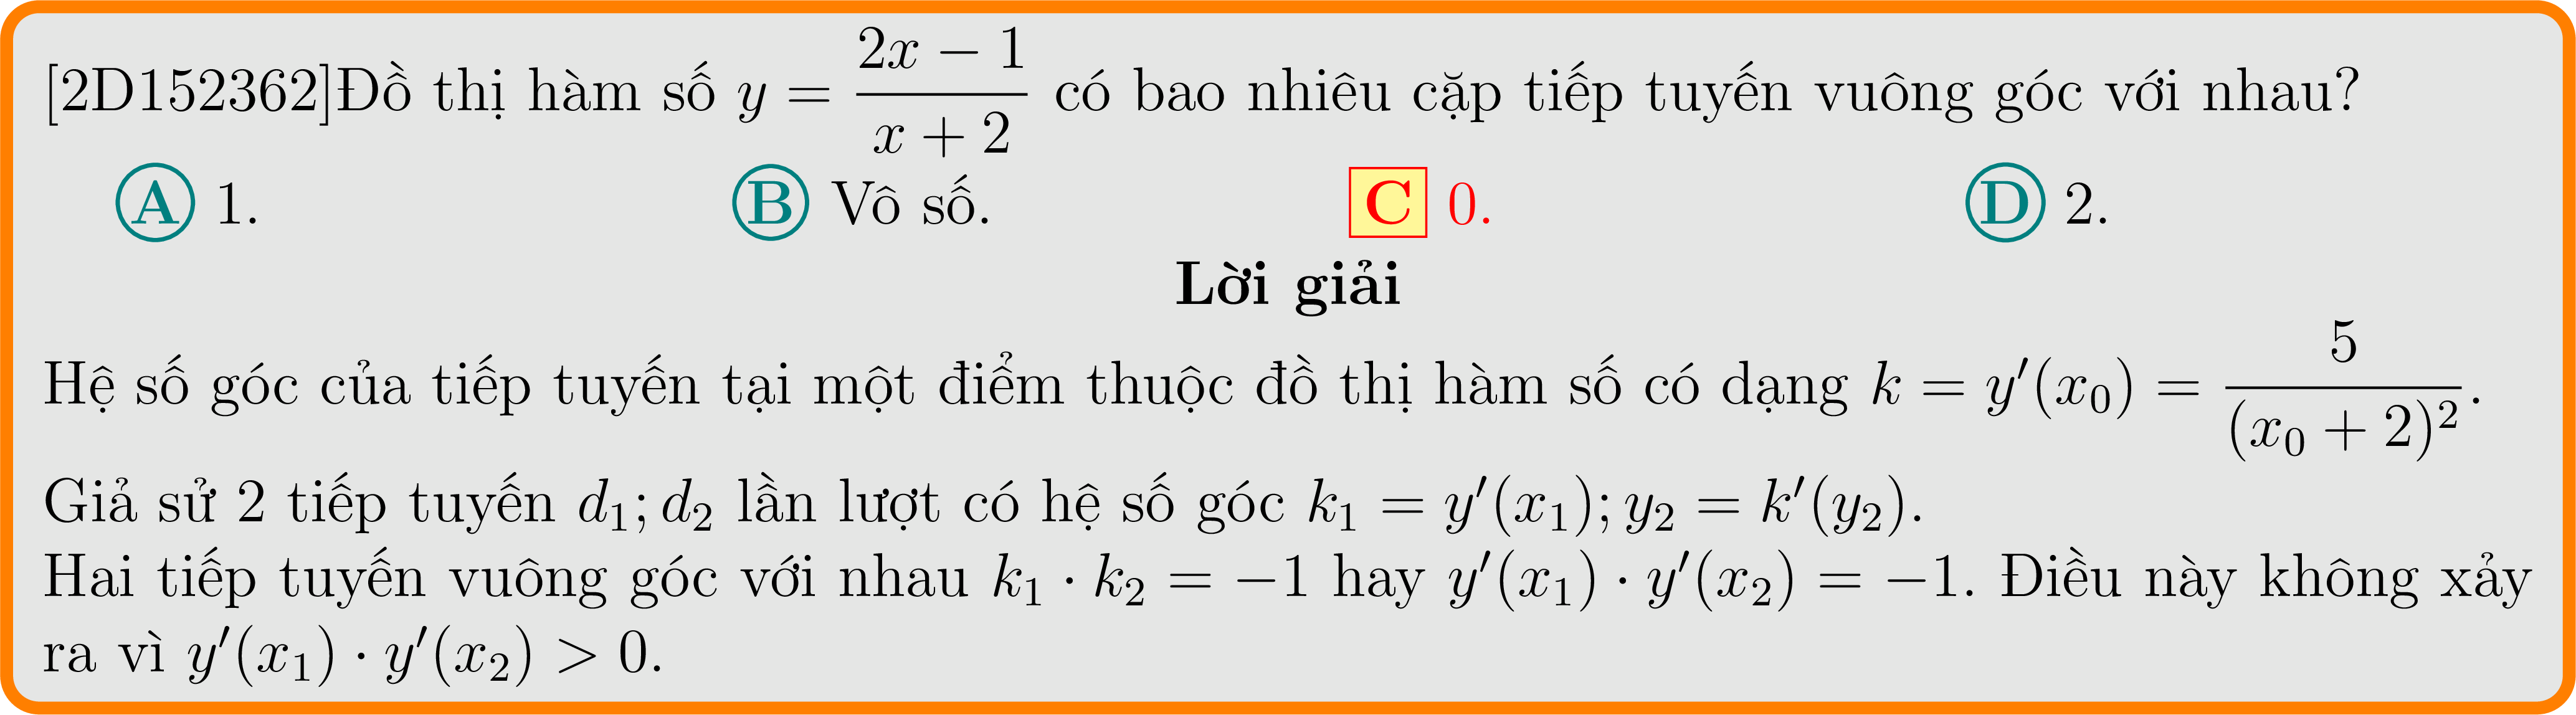 [2D152362]Đồ thị hàm số $y = \dfrac{2x-1}{x+2}$ có bao nhiêu cặp tiếp tuyến vuông góc với nhau?
A 1. B Vô số. C 0. D 2.
Lời giải
Hệ số góc của tiếp tuyến tại một điểm thuộc đồ thị hàm số có dạng $k = y'(x_0) = \dfrac{5}{(x_0+2)^2}$.
Giả sử 2 tiếp tuyến $d_1; d_2$ lần lượt có hệ số góc $k_1 = y'(x_1); y_2 = k'(y_2)$.
Hai tiếp tuyến vuông góc với nhau $k_1 \cdot k_2 = -1$ hay $y'(x_1) \cdot y'(x_2) = -1$. Điều này không xảy
ra vì $y'(x_1) \cdot y'(x_2) > 0$.